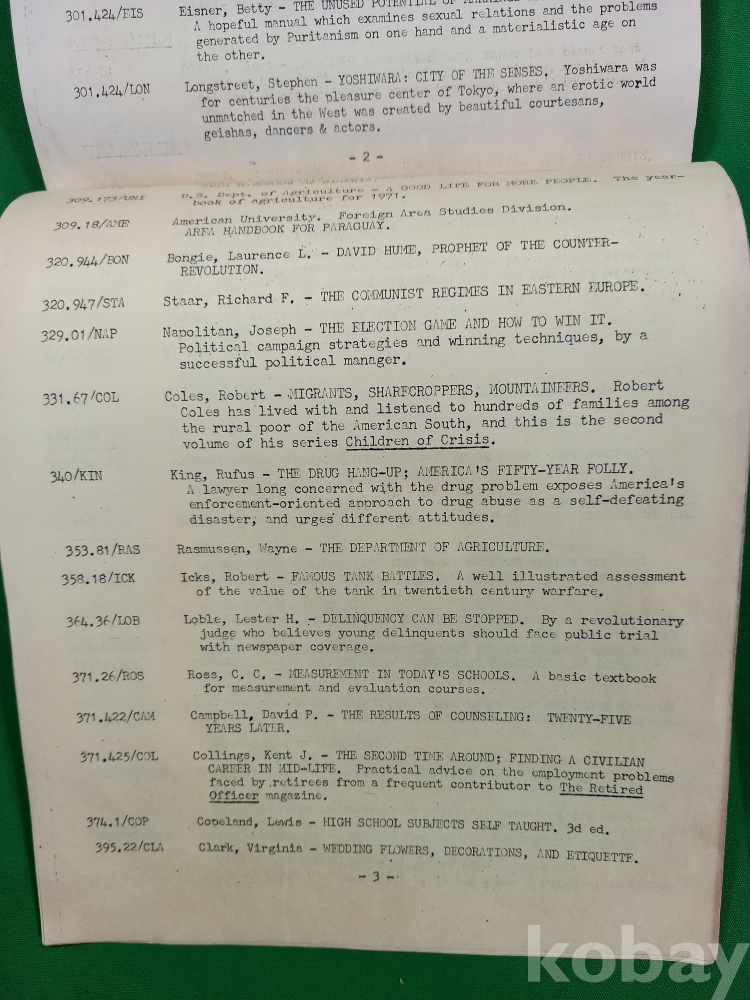 301.424/EIS Eisner, Betty - THE UNUSED POTENTIAL OF
A hopeful manual which examines sexual relations and the problems
generated by Puritanism on one hand and a materialistic age on
the other.
301.424/LON Longstreet, Stephen - YOSHIWARA: CITY OF THE SENSES. Yoshiwara was
for centuries the pleasure center of Tokyo, where an erotic world
unmatched in the West was created by beautiful courtesans,
geishas, dancers & actors.
- 2 -
309.173/UNI U.S. Dept. of Agriculture - A GOOD LIFE FOR MORE PEOPLE. The year-
book of agriculture for 1971.
309.18/AME American University. Foreign Area Studies Division.
AREA HANDBOOK FOR PARAGUAY.
320.944/BON Bongie, Laurence L. - DAVID HUME, PROPHET OF THE COUNTER-
REVOLUTION.
320.947/STA Staar, Richard F. - THE COMMUNIST REGIMES IN EASTERN EUROPE.
329.01/NAP Napolitan, Joseph - THE ELECTION GAME AND HOW TO WIN IT.
Political campaign strategies and winning techniques, by a
successful political manager.
331.67/COL Coles, Robert - MIGRANTS, SHARECROPPERS, MOUNTAINEERS. Robert
Coles has lived with and listened to hundreds of families among
the rural poor of the American South, and this is the second
volume of his series Children of Crisis.
340/KIN King, Rufus - THE DRUG HANG-UP; AMERICA'S FIFTY-YEAR FOLLY.
A lawyer long concerned with the drug problem exposes America's
enforcement-oriented approach to drug abuse as a self-defeating
disaster, and urges different attitudes.
353.81/RAS Rasmussen, Wayne - THE DEPARTMENT OF AGRICULTURE.
358.18/ICK Icks, Robert - FAMOUS TANK BATTLES. A well illustrated assessment
of the value of the tank in twentieth century warfare.
364.36/LOB Loble, Lester H. - DELINQUENCY CAN BE STOPPED. By a revolutionary
judge who believes young delinquents should face public trial
with newspaper coverage.
371.26/ROS Ross, C. C. - MEASUREMENT IN TODAY'S SCHOOLS. A basic textbook
for measurement and evaluation courses.
371.422/CAM Campbell, David P. - THE RESULTS OF COUNSELING: TWENTY-FIVE
YEARS LATER.
371.425/COL Collings, Kent J. - THE SECOND TIME AROUND; FINDING A CIVILIAN
CAREER IN MID-LIFE. Practical advice on the employment problems
faced by retirees from a frequent contributor to The Retired
Officer magazine.
374.1/COP Copeland, Lewis - HIGH SCHOOL SUBJECTS SELF TAUGHT. 3d ed.
395.22/CLA Clark, Virginia - WEDDING FLOWERS, DECORATIONS, AND ETIQUETTE.
- 3 -
kobay